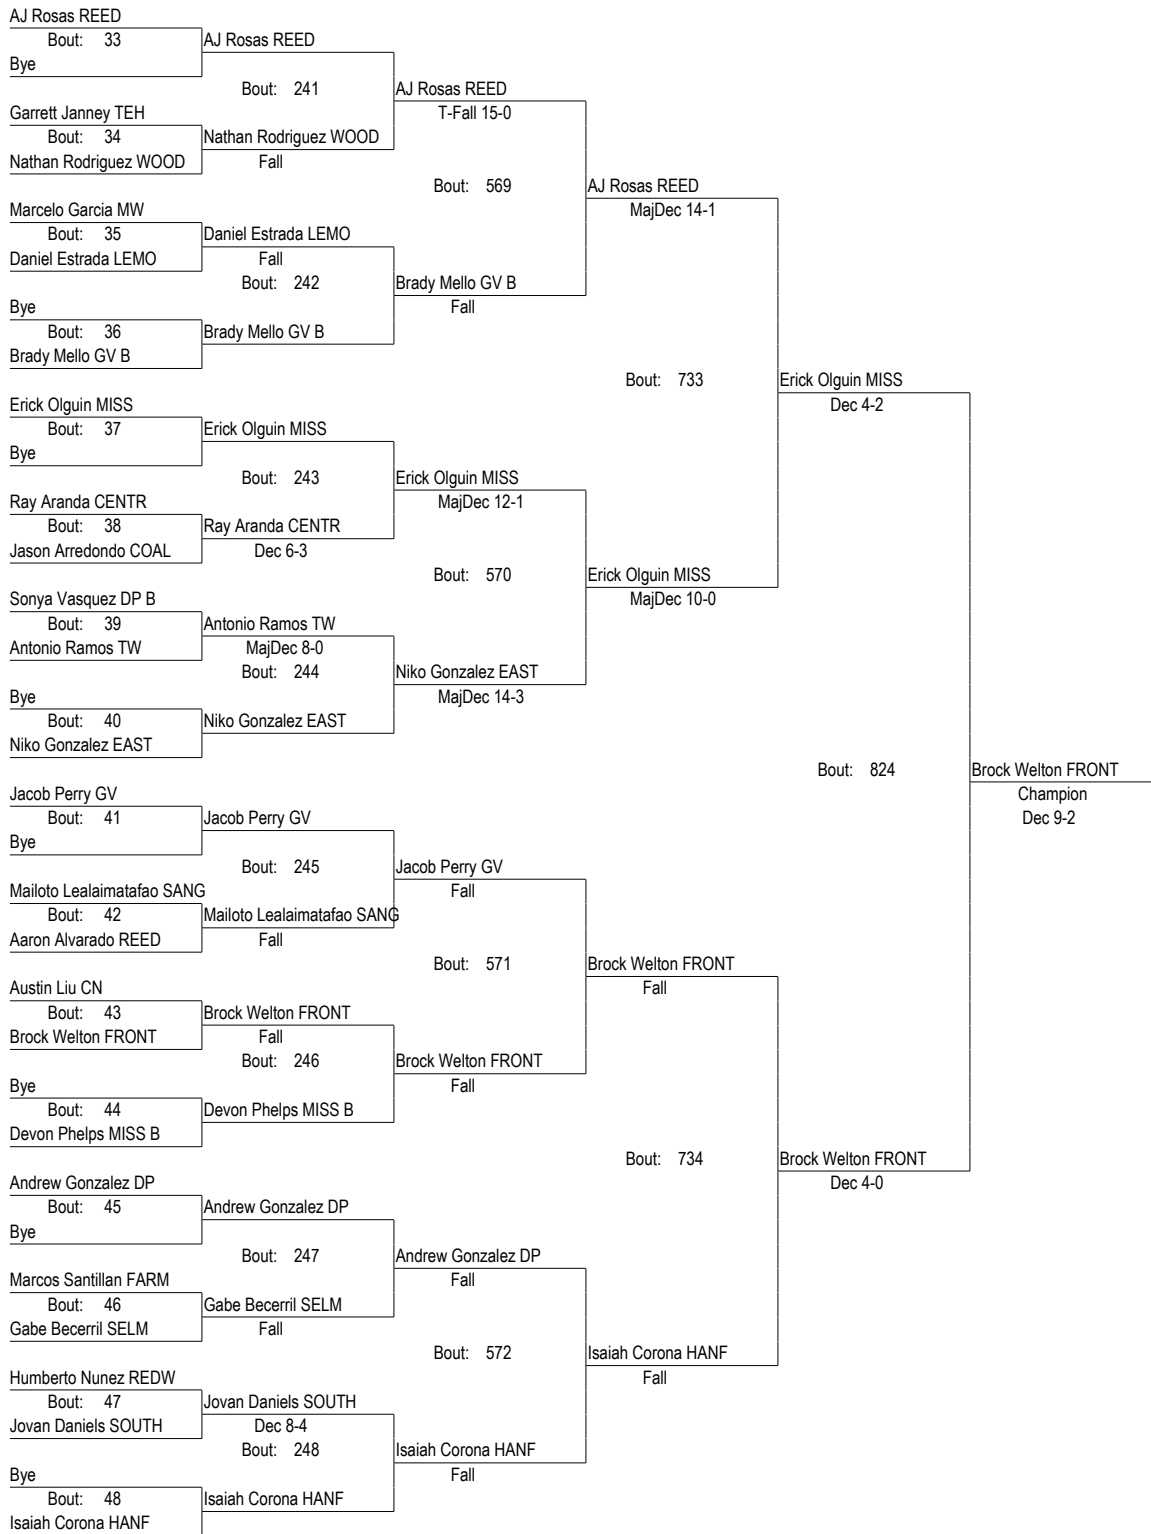 AJ Rosas REED
Bout: 33
AJ Rosas REED
Bye
Bout: 241
AJ Rosas REED
Garrett Janney TEH
T-Fall 15-0
Bout: 34
Nathan Rodriguez WOOD
Nathan Rodriguez WOOD
Fall
Bout: 569
AJ Rosas REED
Marcelo Garcia MW
MajDec 14-1
Bout: 35
Daniel Estrada LEMO
Daniel Estrada LEMO
Fall
Bout: 242
Brady Mello GV B
Bye
Fall
Bout: 36
Brady Mello GV B
Brady Mello GV B
Bout: 733
Erick Olguin MISS
Erick Olguin MISS
Dec 4-2
Bout: 37
Erick Olguin MISS
Bye
Bout: 243
Erick Olguin MISS
Ray Aranda CENTR
MajDec 12-1
Bout: 38
Ray Aranda CENTR
Jason Arredondo COAL
Dec 6-3
Bout: 570
Erick Olguin MISS
Sonya Vasquez DP B
MajDec 10-0
Bout: 39
Antonio Ramos TW
Antonio Ramos TW
MajDec 8-0
Bout: 244
Niko Gonzalez EAST
Bye
MajDec 14-3
Bout: 40
Niko Gonzalez EAST
Niko Gonzalez EAST
Bout: 824
Brock Welton FRONT
Jacob Perry GV
Champion
Bout: 41
Jacob Perry GV
Dec 9-2
Bye
Bout: 245
Jacob Perry GV
Mailoto Lealaimatafao SANG
Fall
Bout: 42
Mailoto Lealaimatafao SANG
Aaron Alvarado REED
Fall
Bout: 571
Brock Welton FRONT
Austin Liu CN
Fall
Bout: 43
Brock Welton FRONT
Brock Welton FRONT
Fall
Bout: 246
Brock Welton FRONT
Bye
Fall
Bout: 44
Devon Phelps MISS B
Devon Phelps MISS B
Bout: 734
Brock Welton FRONT
Andrew Gonzalez DP
Dec 4-0
Bout: 45
Andrew Gonzalez DP
Bye
Bout: 247
Andrew Gonzalez DP
Marcos Santillan FARM
Fall
Bout: 46
Gabe Becerril SELM
Gabe Becerril SELM
Fall
Bout: 572
Isaiah Corona HANF
Humberto Nunez REDW
Fall
Bout: 47
Jovan Daniels SOUTH
Jovan Daniels SOUTH
Dec 8-4
Bout: 248
Isaiah Corona HANF
Bye
Fall
Bout: 48
Isaiah Corona HANF
Isaiah Corona HANF